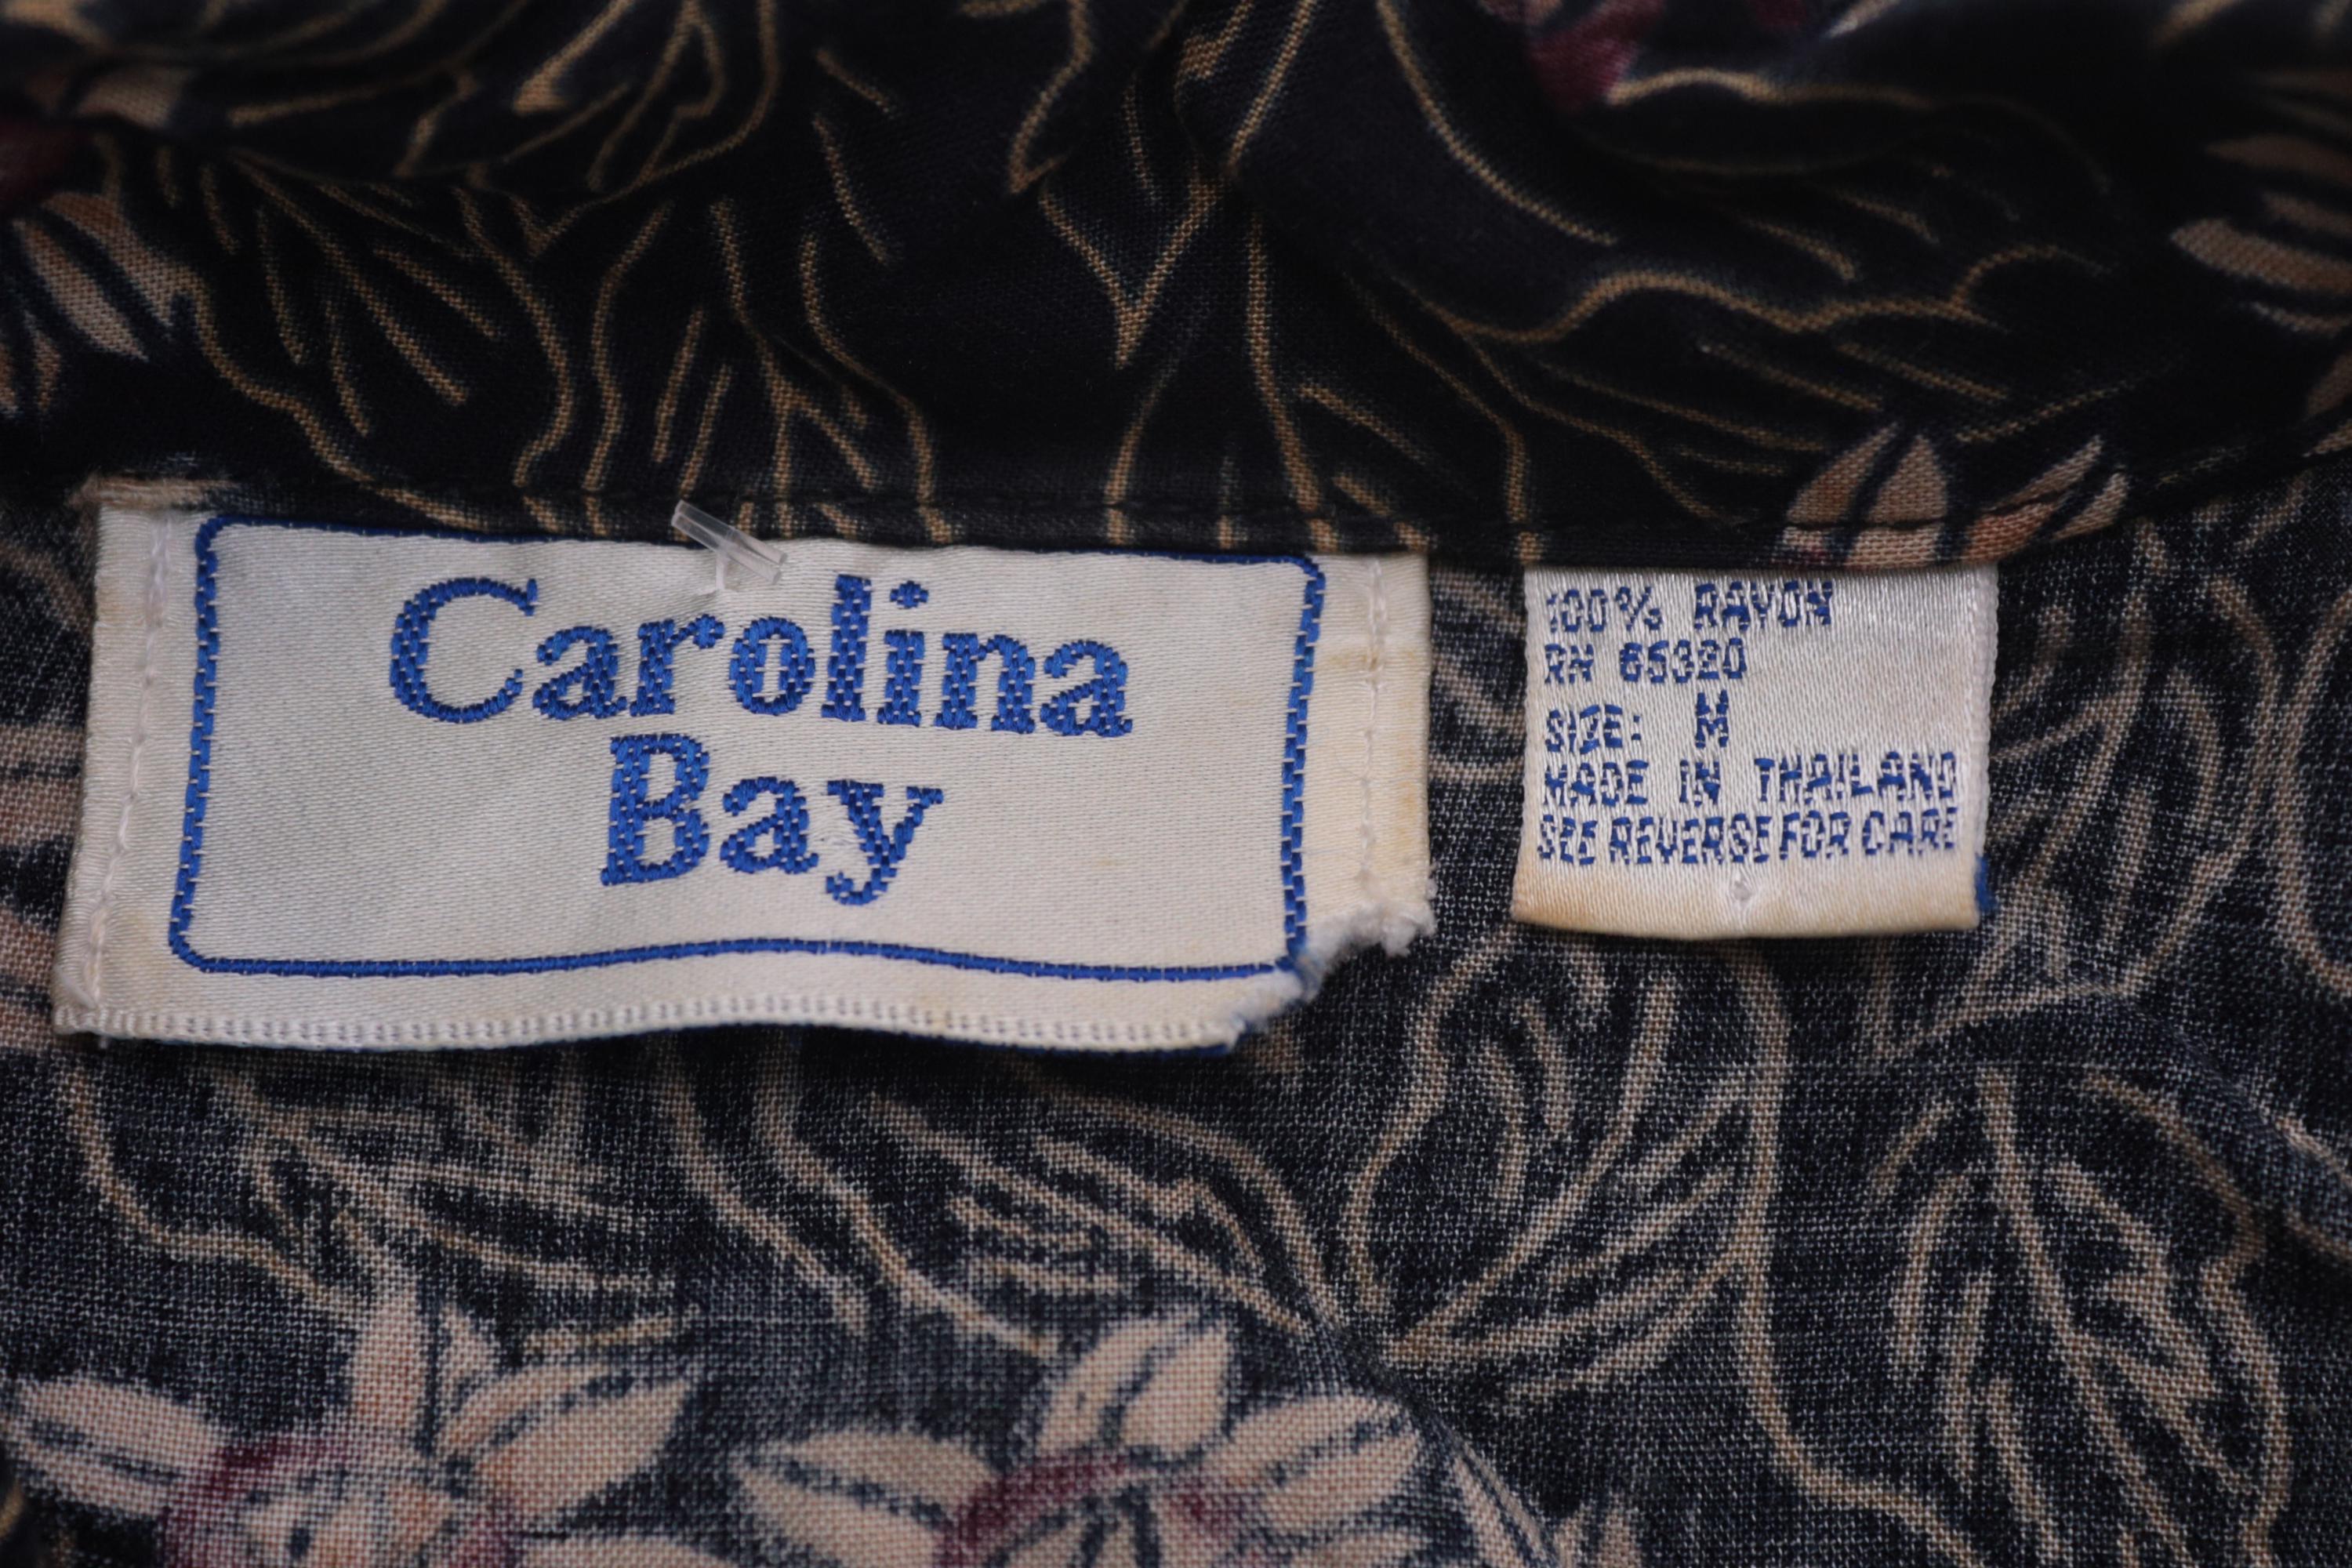 Carolina
Bay
100% RAYON
RN 65320
SIZE: M
MADE IN THAILAND
SEE REVERSE FOR CARE